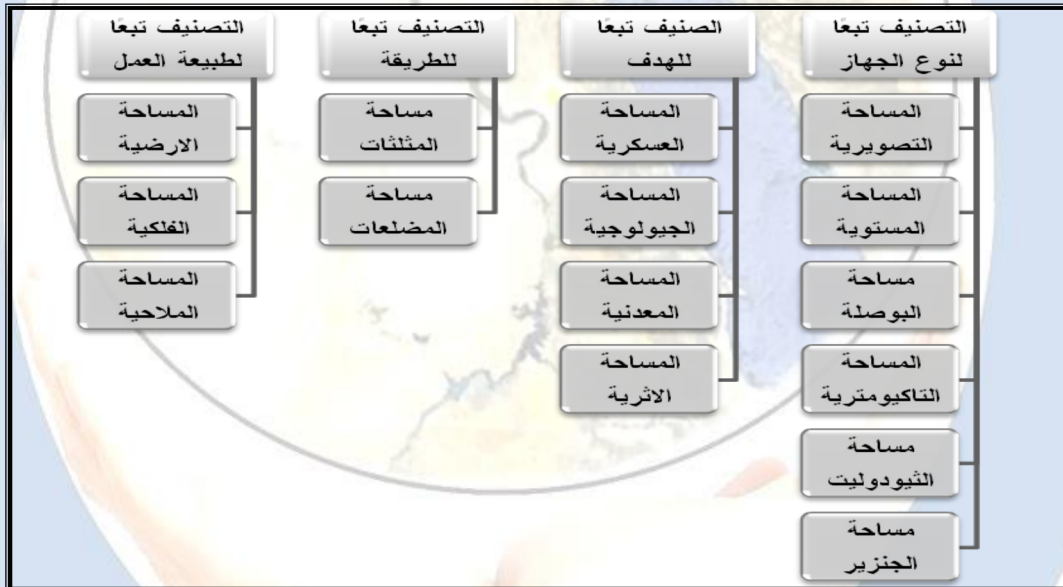 التصنيف تبعًا
لنوع الجهاز
المساحة
التصويرية
المساحة
المستوية
مساحة
البوصلة
المساحة
التاكيومترية
مساحة
الثيودوليت
مساحة
الجنزير
الصنيف تبعًا
للهدف
المساحة
العسكرية
المساحة
الجيولوجية
المساحة
المعدنية
المساحة
الاثرية
التصنيف تبعًا
للطريقة
مساحة
المثلثات
مساحة
المضلعات
التصنيف تبعًا
لطبيعة العمل
المساحة
الارضية
المساحة
الفلكية
المساحة
الملاحية